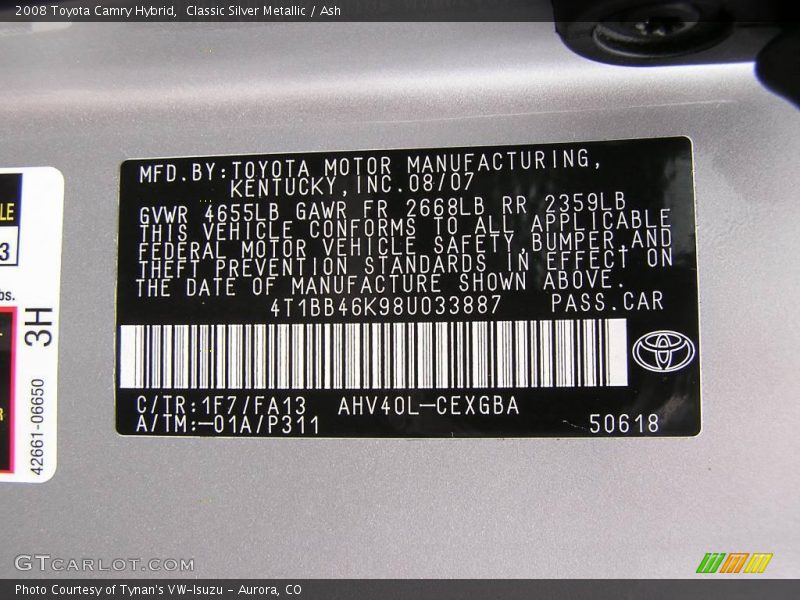 2008 Toyota Camry Hybrid,  Classic Silver Metallic / Ash
MFD.BY:TOYOTA MOTOR MANUFACTURING,
KENTUCKY,INC.08/07
GVWR 4655LB GAWR FR 2668LB RR 2359LB
THIS VEHICLE CONFORMS TO ALL APPLICABLE
FEDERAL MOTOR VEHICLE SAFETY,BUMPER,AND
THEFT PREVENTION STANDARDS IN EFFECT ON
THE DATE OF MANUFACTURE SHOWN ABOVE.
4T1BB46K98U033887 PASS.CAR
C/TR:1F7/FA13 AHV40L-CEXGBA
A/TM:-01A/P311 50618
LE
3
bs.
3H
42661-06650
GTCARLOT.COM
Photo Courtesy of Tynan's VW-Isuzu - Aurora, CO